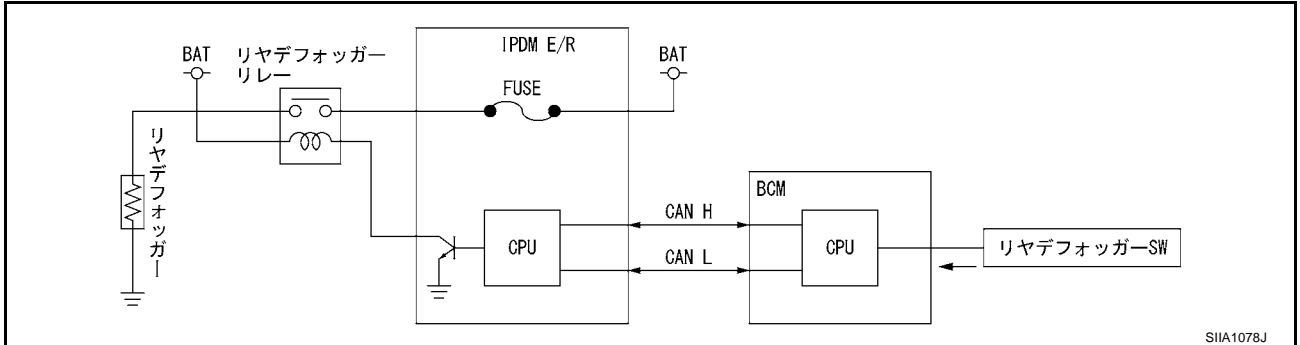 IPDM E/R
BAT
リヤデフォッガー
リレー
BAT
FUSE
リヤデフォッガー
BCM
CAN H
CPU
CPU
リヤデフォッガーSW
CAN L
SIIA1078J